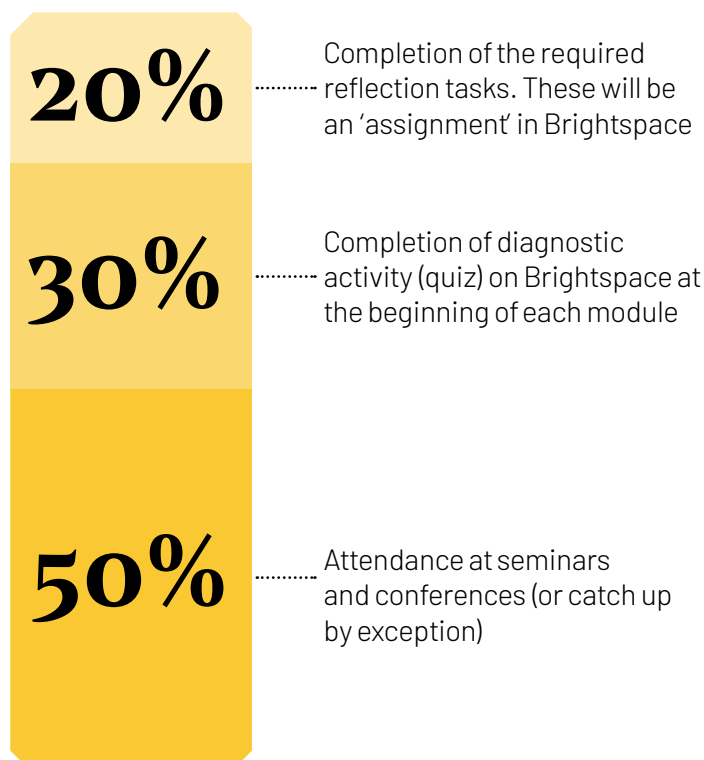 20%
Completion of the required
reflection tasks. These will be
an ‘assignment’ in Brightspace
30%
Completion of diagnostic
activity (quiz) on Brightspace at
the beginning of each module
50%
Attendance at seminars
and conferences (or catch up
by exception)